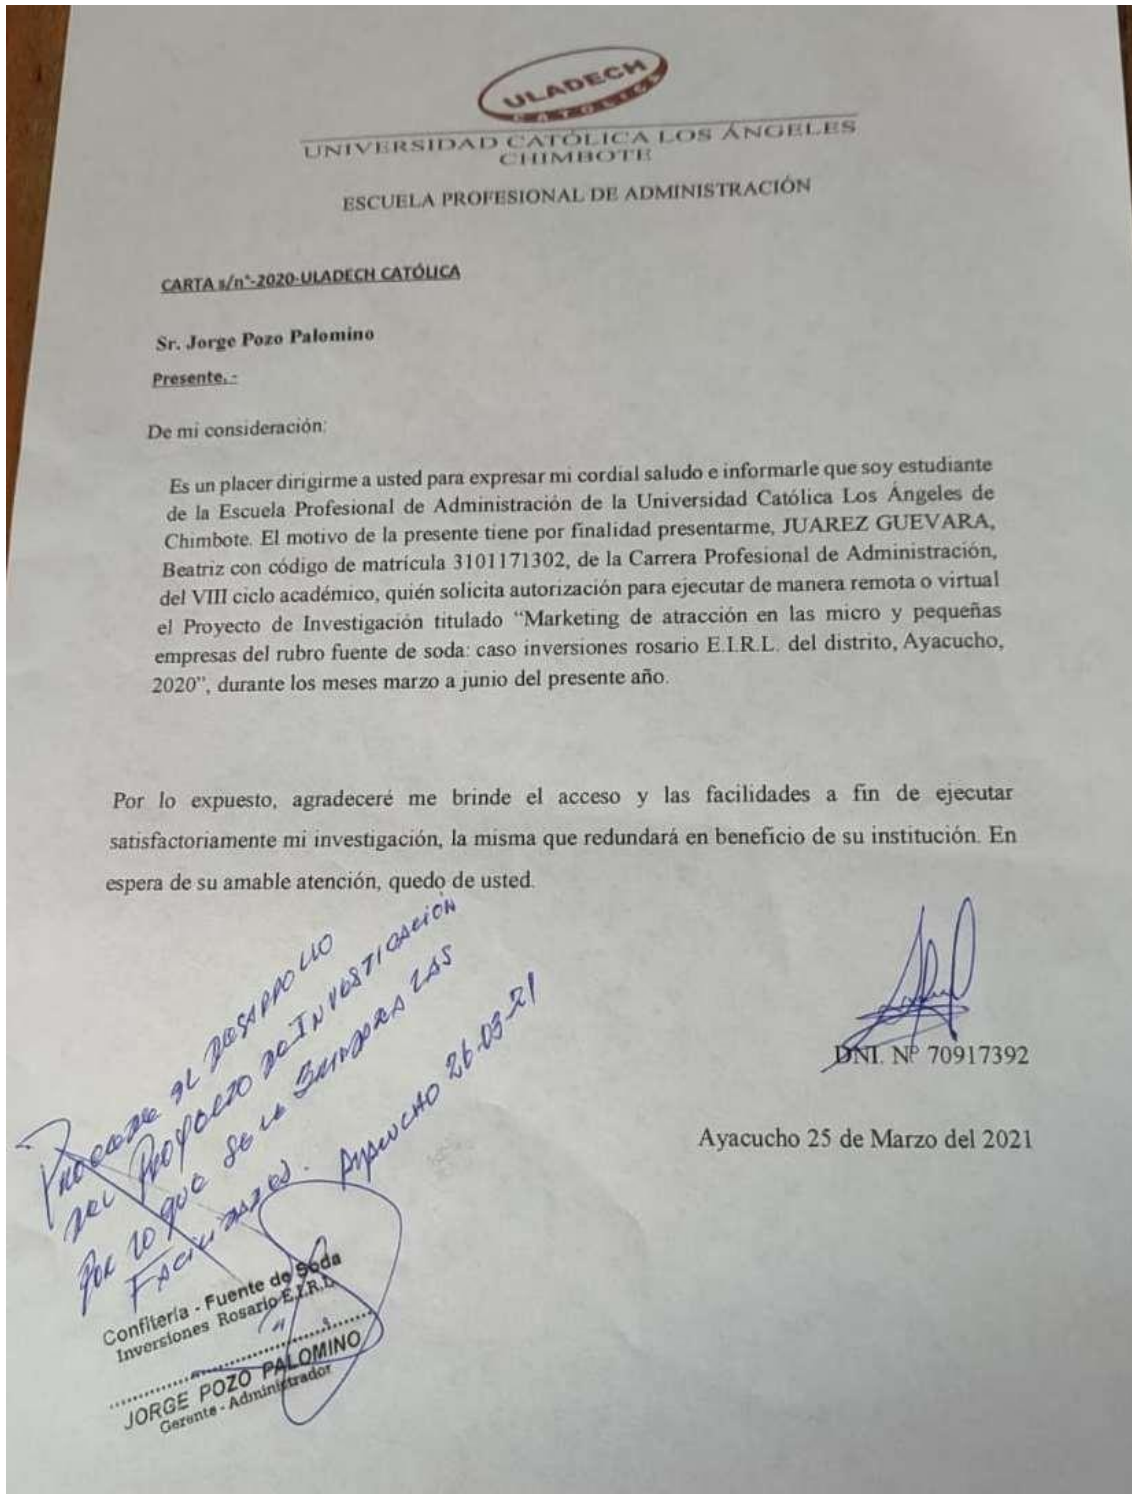 ULADECH
CATÓLICA
UNIVERSIDAD CATÓLICA LOS ÁNGELES
CHIMBOTE
ESCUELA PROFESIONAL DE ADMINISTRACIÓN
CARTA s/n°-2020-ULADECH CATÓLICA
Sr. Jorge Pozo Palomino
Presente. -
De mi consideración:
Es un placer dirigirme a usted para expresar mi cordial saludo e informarle que soy estudiante
de la Escuela Profesional de Administración de la Universidad Católica Los Ángeles de
Chimbote. El motivo de la presente tiene por finalidad presentarme, JUAREZ GUEVARA,
Beatriz con código de matrícula 3101171302, de la Carrera Profesional de Administración,
del VIII ciclo académico, quién solicita autorización para ejecutar de manera remota o virtual
el Proyecto de Investigación titulado “Marketing de atracción en las micro y pequeñas
empresas del rubro fuente de soda: caso inversiones rosario E.I.R.L. del distrito, Ayacucho,
2020”, durante los meses marzo a junio del presente año.
Por lo expuesto, agradeceré me brinde el acceso y las facilidades a fin de ejecutar
satisfactoriamente mi investigación, la misma que redundará en beneficio de su institución. En
espera de su amable atención, quedo de usted.
DNI. Nº 70917392
Ayacucho 25 de Marzo del 2021
PROCEDE AL DESARROLLO
DEL PROYECTO DE INVESTIGACIÓN
POR LO QUE SE LE BRINDARA LAS
FACILIDADES. AYACUCHO 26-03-21
Confitería - Fuente de Soda
Inversiones Rosario E.I.R.L.
JORGE POZO PALOMINO
Gerente - Administrador